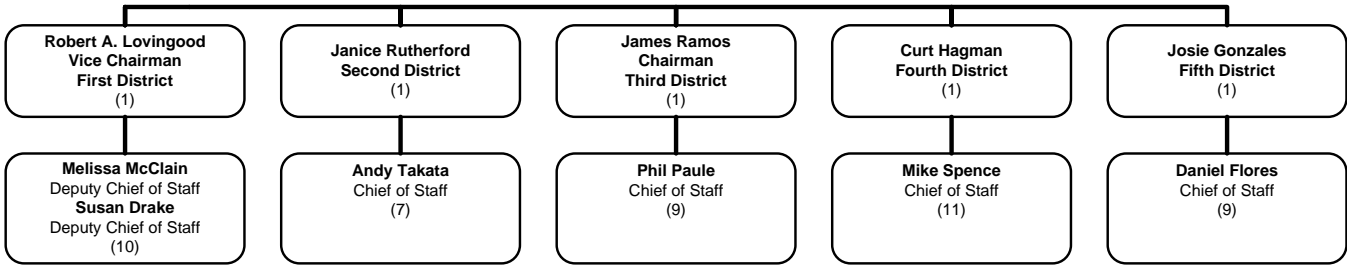 Robert A. Lovingood
Vice Chairman
First District
(1)
Janice Rutherford
Second District
(1)
James Ramos
Chairman
Third District
(1)
Curt Hagman
Fourth District
(1)
Josie Gonzales
Fifth District
(1)
Melissa McClain
Deputy Chief of Staff
Susan Drake
Deputy Chief of Staff
(10)
Andy Takata
Chief of Staff
(7)
Phil Paule
Chief of Staff
(9)
Mike Spence
Chief of Staff
(11)
Daniel Flores
Chief of Staff
(9)